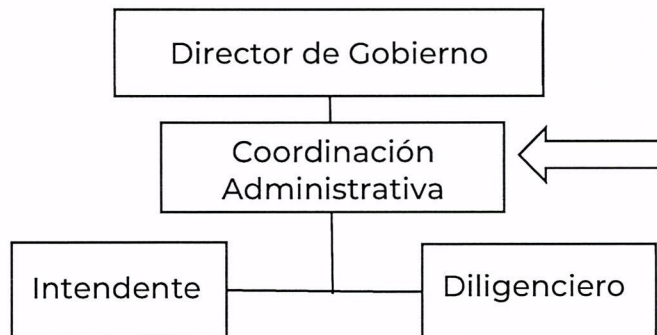 Director de Gobierno
Coordinación
Administrativa
Intendente
Diligenciero